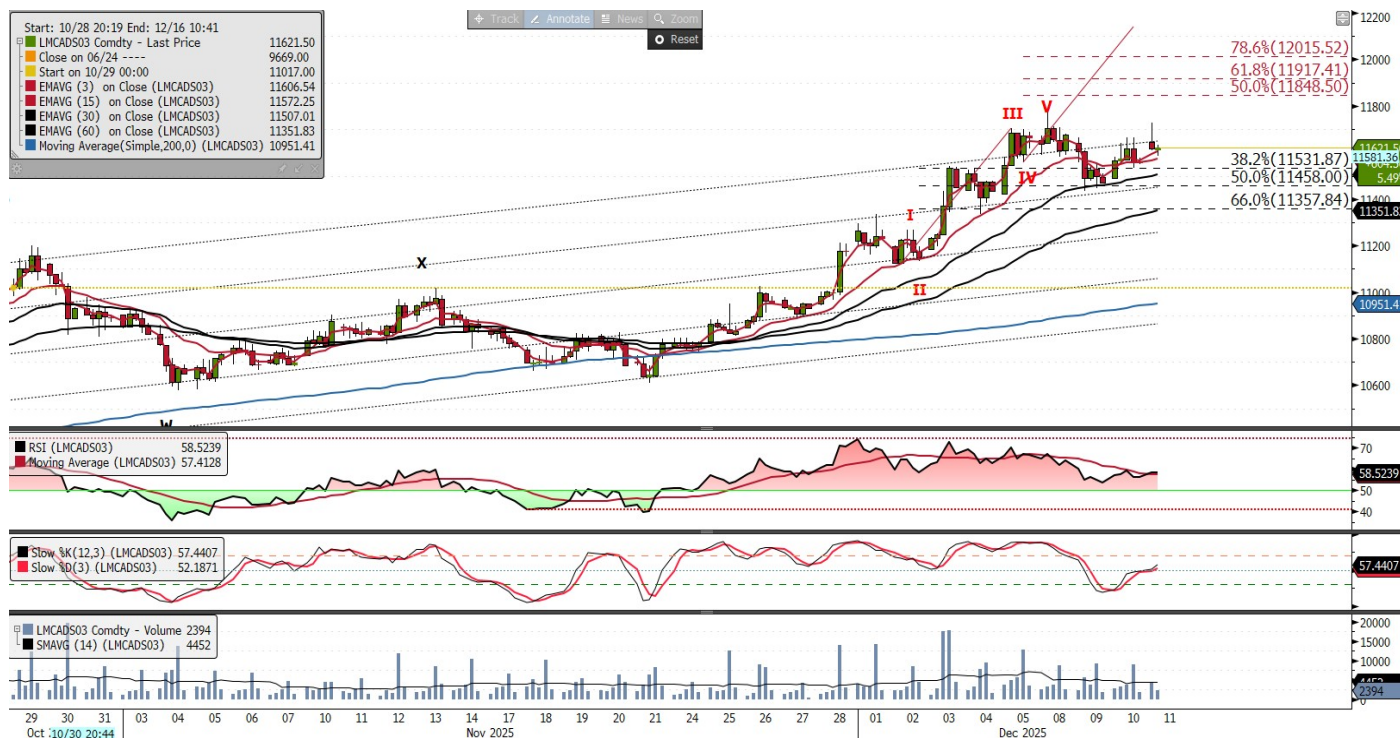 Track Annotate News Zoom
Reset
Start: 10/28 20:19 End: 12/16 10:41
LMCADS03 Comdty - Last Price 11621.50
Close on 06/24 ---- 9669.00
Start on 10/29 00:00 11017.00
EMAVG (3) on Close (LMCADS03) 11606.54
EMAVG (15) on Close (LMCADS03) 11572.25
EMAVG (30) on Close (LMCADS03) 11507.01
EMAVG (60) on Close (LMCADS03) 11351.83
Moving Average(Simple,200,0) (LMCADS03) 10951.41
12200
78.6%(12015.52)
12000
61.8%(11917.41)
50.0%(11848.50)
11800
III
V
11581.36
38.2%(11531.87)
IV
50.0%(11458.00)
5.49
66.0%(11357.84)
11400
11351.8
I
11200
X
II
11000
10951.4
10800
10600
W
RSI (LMCADS03) 58.5239
Moving Average (LMCADS03) 57.4128
70
58.5239
50
40
Slow %K(12,3) (LMCADS03) 57.4407
Slow %D(3) (LMCADS03) 52.1871
57.4407
LMCADS03 Comdty - Volume 2394
SMAVG (14) (LMCADS03) 4452
20000
15000
10000
2394
0
29 30 31 03 04 05 06 07 10 11 12 13 14 17 18 19 20 21 24 25 26 27 28 01 02 03 04 05 08 09 10 11
Oct 10/30 20:44 Nov 2025 Dec 2025